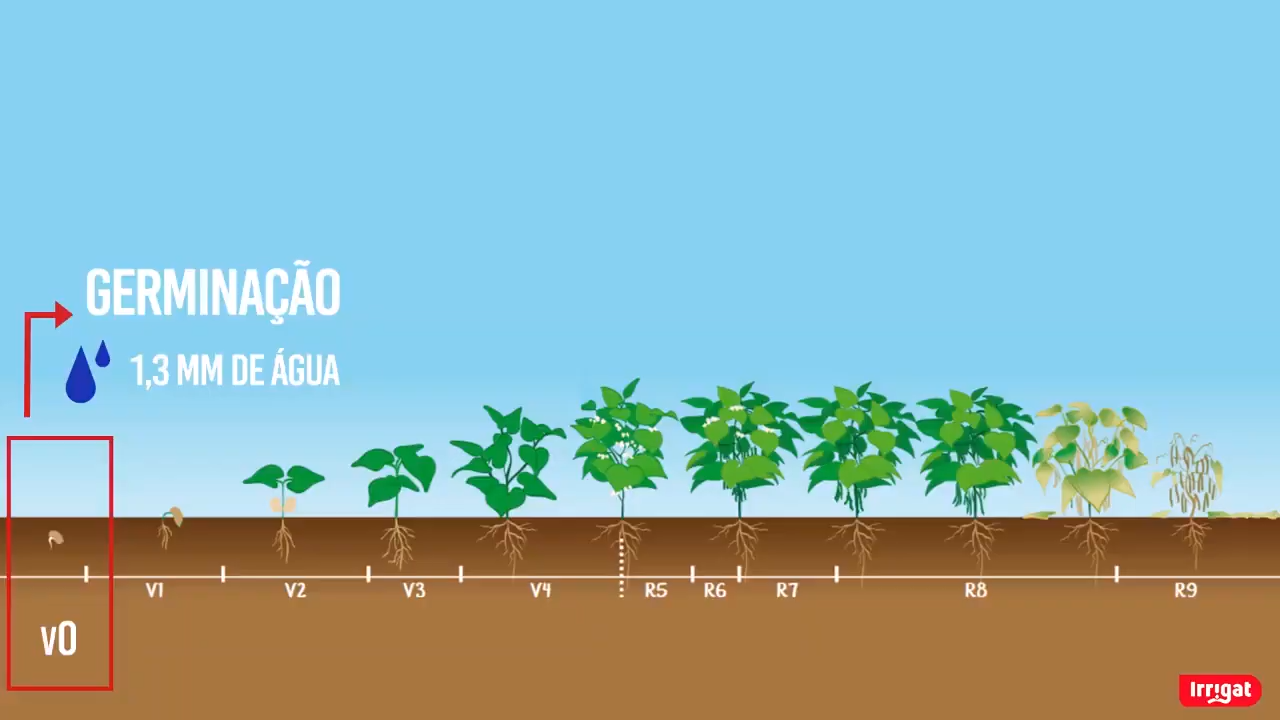 GERMINAÇÃO
1,3 MM DE ÁGUA
V1 V2 V3 V4 R5 R6 R7 R8 R9
V0
Irrigat